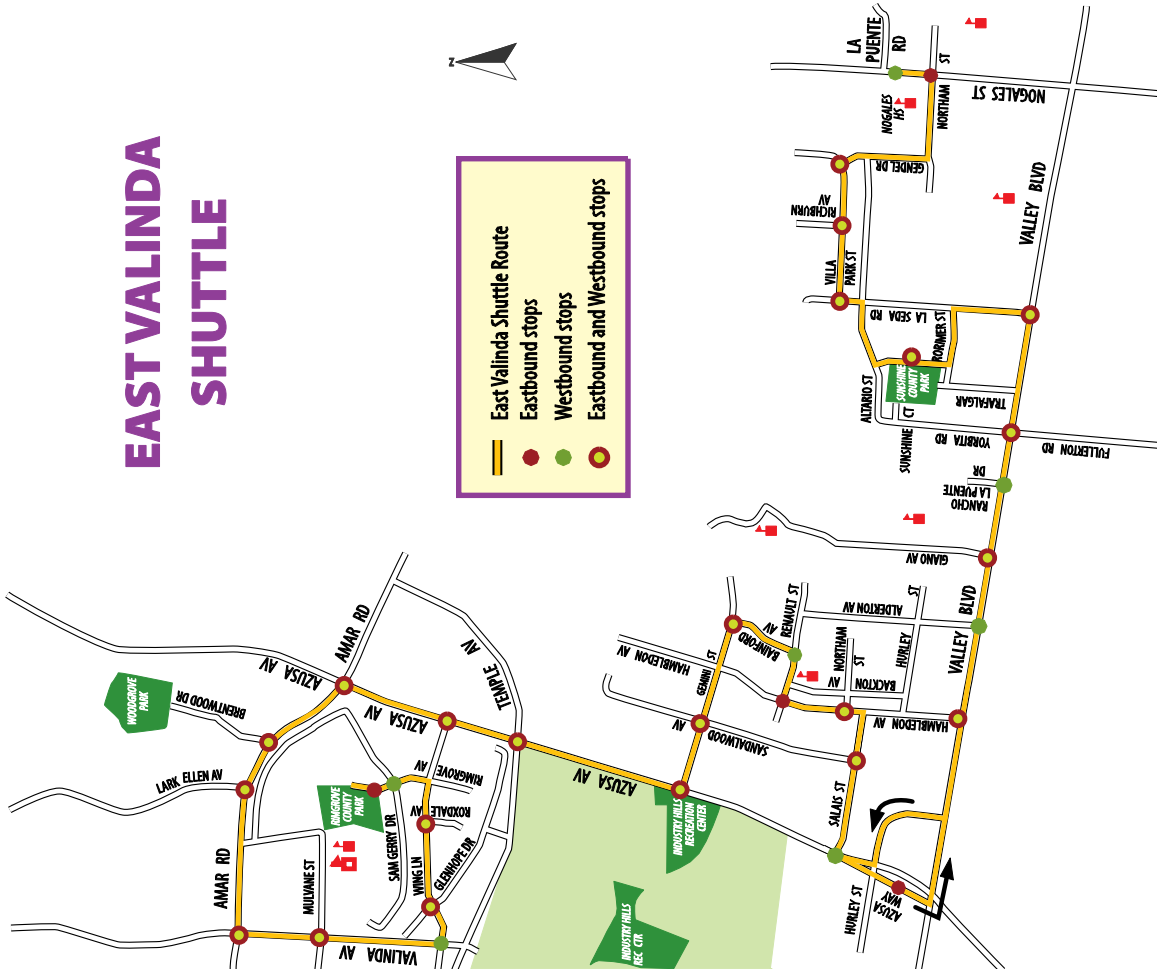 EAST VALINDA
SHUTTLE
N
East Valinda Shuttle Route
Eastbound stops
Westbound stops
Eastbound and Westbound stops
LA
PUENTE
RD
ST
NORTHAM
NOGALES ST
NOGALES
HS
GENDEL DR
RICHBURN
AV
VILLA
PARK ST
VALLEY BLVD
LA SEDA RD
RORIMER ST
SUNSHINE
COUNTY
PARK
ALTARIO ST
TRAFALGAR
SUNSHINE CT
YORBITA RD
FULLERTON RD
RANCHO
LA PUENTE
DR
GIANO AV
VALLEY BLVD
ALDERTON AV
RENAULT ST
HURLEY ST
NORTHAM
ST
BACKTON
AV
BAINFORD
AV
HAMBLEDON AV
GEMINI ST
SANDALWOOD AV
HAMBLEDON AV
SALAIS ST
HURLEY ST
AZUSA
WAY
INDUSTRY HILLS
RECREATION
CENTER
INDUSTRY HILLS
REC CTR
AZUSA AV
TEMPLE AV
AMAR RD
AZUSA AV
AZUSA AV
WOODGROVE
PARK
BRENTWOOD DR
LARK ELLEN AV
RIMGROVE
COUNTY
PARK
RIMGROVE AV
ROXDALE AV
SAM GERRY DR
WING LN
GLENHOPE DR
MULVANE ST
AMAR RD
VALINDA AV